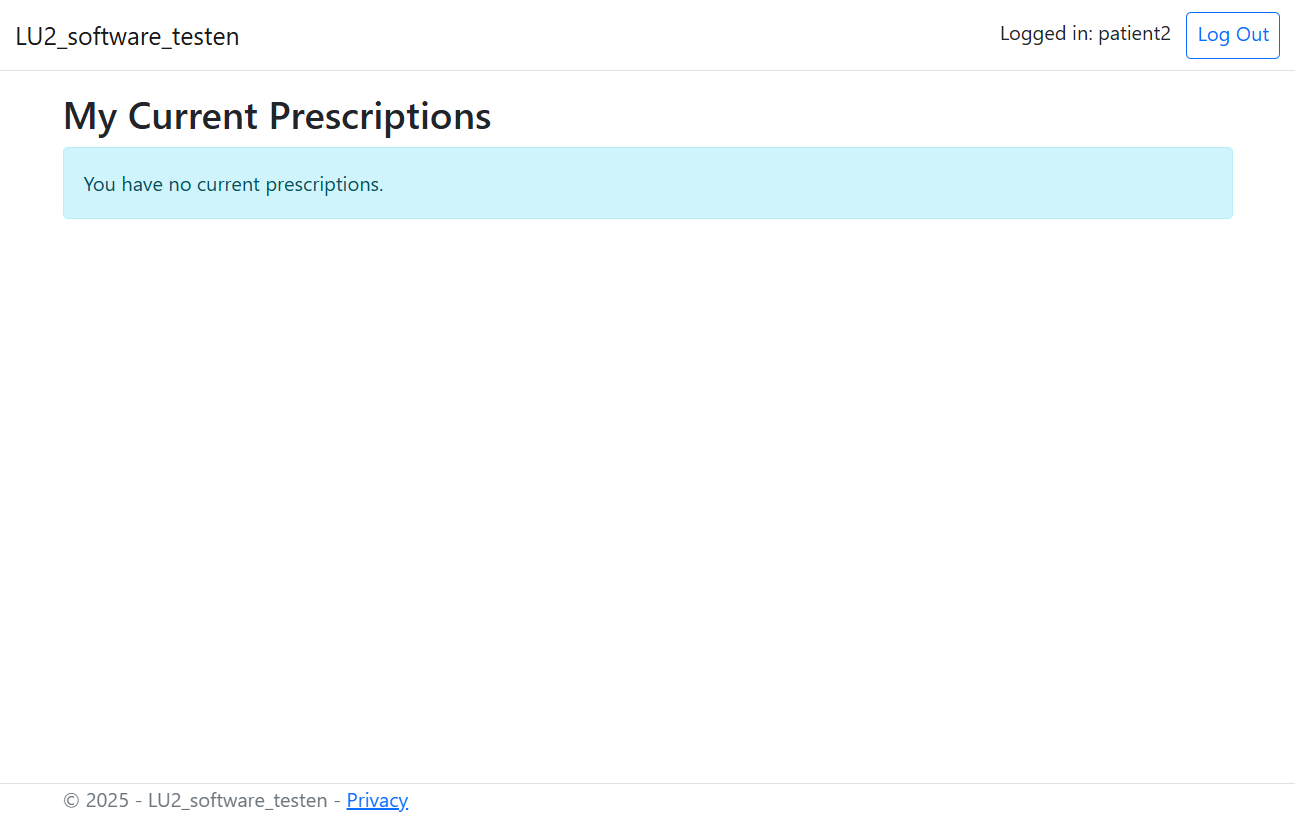 LU2_software_testen
Logged in: patient2
Log Out
My Current Prescriptions
You have no current prescriptions.
© 2025 - LU2_software_testen - Privacy